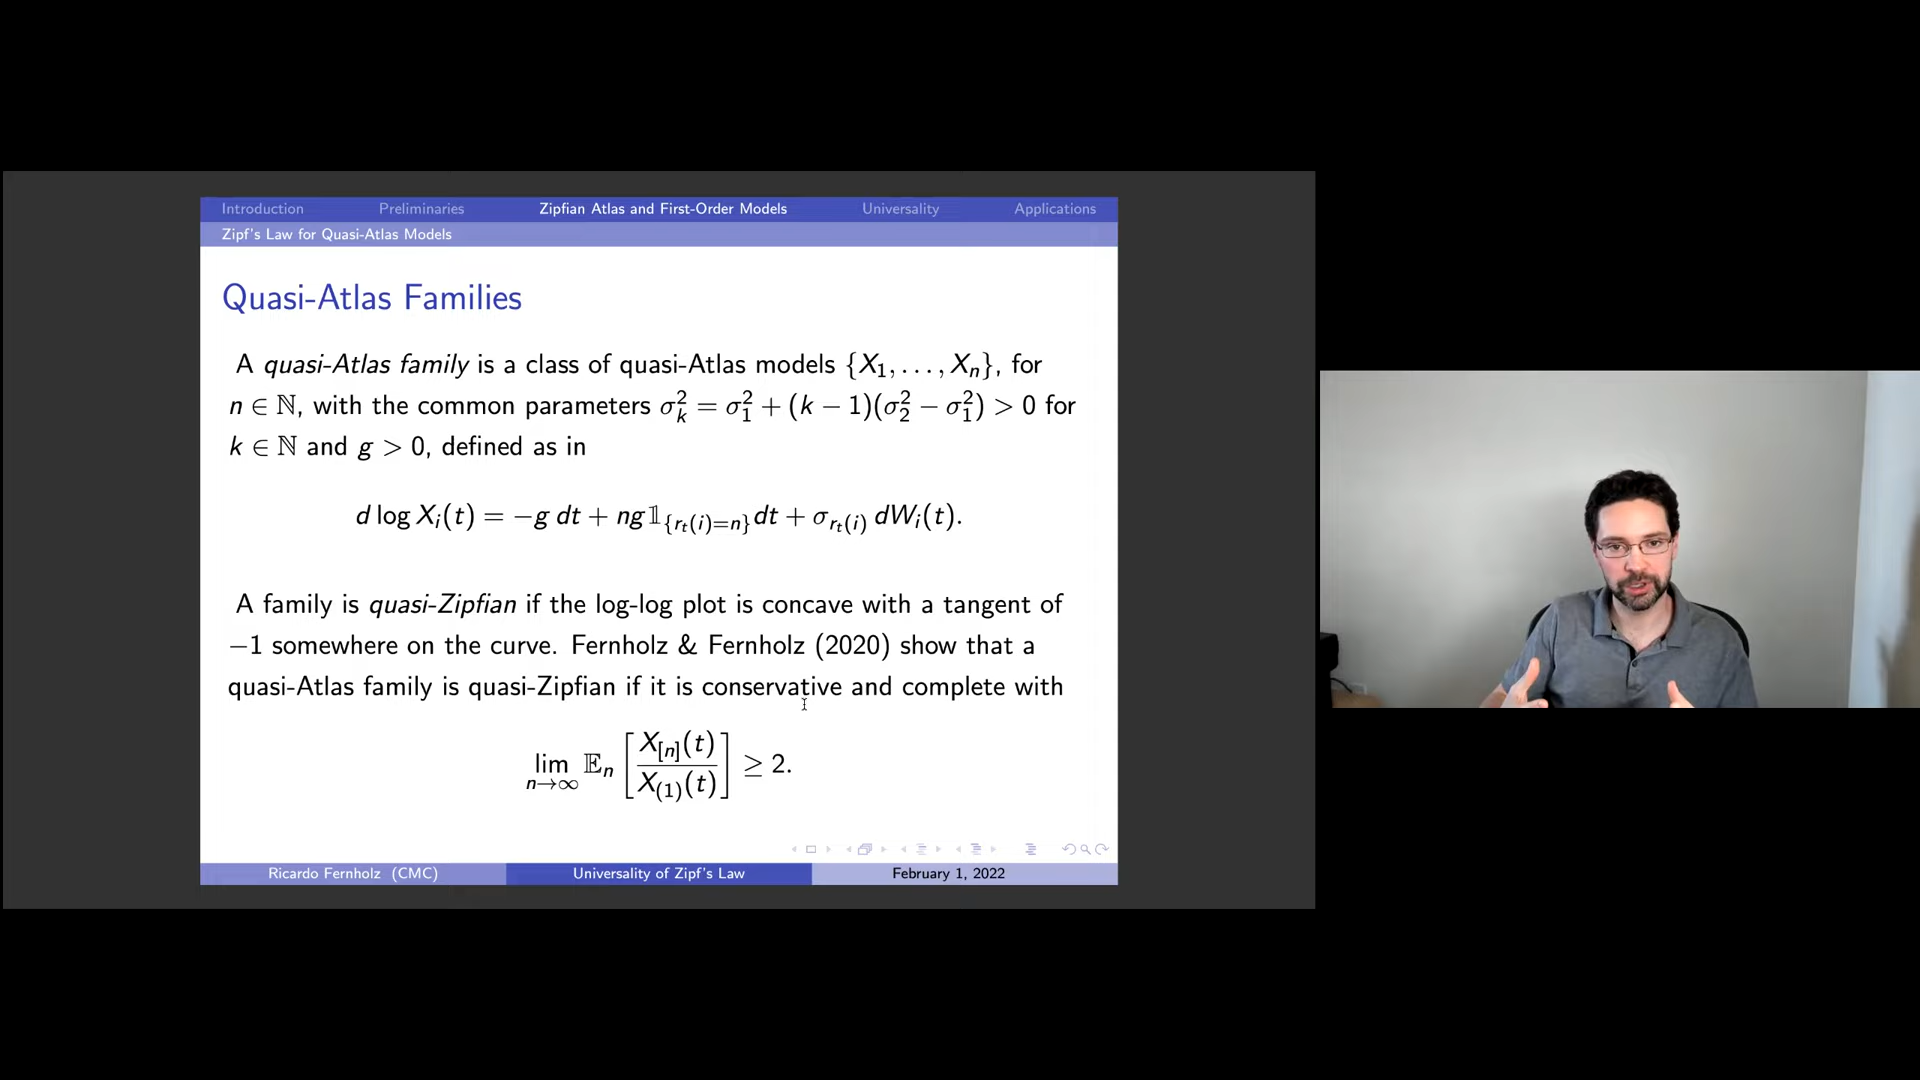 Introduction Preliminaries Zipfian Atlas and First-Order Models Universality Applications
Zipf's Law for Quasi-Atlas Models
Quasi-Atlas Families
A quasi-Atlas family is a class of quasi-Atlas models {X₁, . . . , Xₙ}, for
n ∈ ℕ, with the common parameters σ²ₖ = σ²₁ + (k − 1)(σ²₂ − σ²₁) > 0 for
k ∈ ℕ and g > 0, defined as in
d log Xᵢ(t) = −g dt + ng𝟙_{rₜ(i)=n}dt + σ_{rₜ(i)} dWᵢ(t).
A family is quasi-Zipfian if the log-log plot is concave with a tangent of
−1 somewhere on the curve. Fernholz & Fernholz (2020) show that a
quasi-Atlas family is quasi-Zipfian if it is conservative and complete with
lim_{n→∞} 𝔼ₙ [X_{[n]}(t) / X_{(1)}(t)] ≥ 2.
Ricardo Fernholz (CMC) Universality of Zipf's Law February 1, 2022